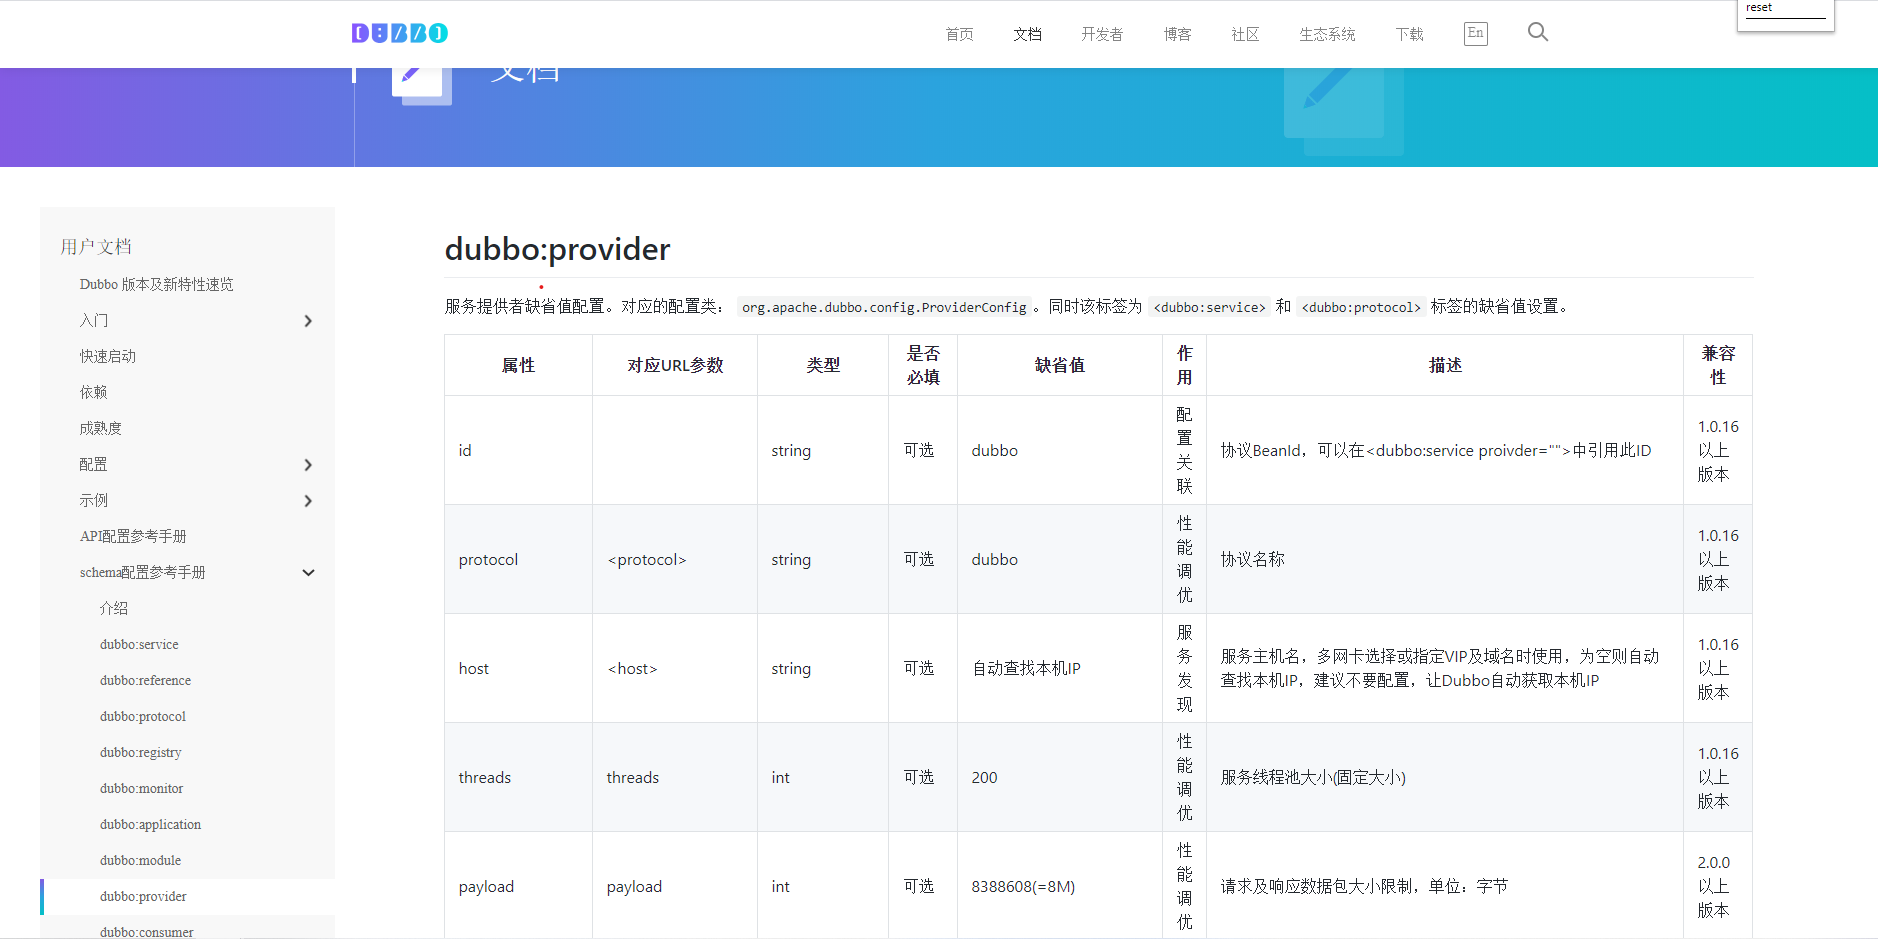 reset
DUBBO
首页 文档 开发者 博客 社区 生态系统 下载 En
文档
用户文档
Dubbo 版本及新特性速览
入门
快速启动
依赖
成熟度
配置
示例
API配置参考手册
schema配置参考手册
介绍
dubbo:service
dubbo:reference
dubbo:protocol
dubbo:registry
dubbo:monitor
dubbo:application
dubbo:module
dubbo:provider
dubbo:consumer
dubbo:provider
服务提供者缺省值配置。对应的配置类： org.apache.dubbo.config.ProviderConfig 。同时该标签为 <dubbo:service> 和 <dubbo:protocol> 标签的缺省值设置。
属性 对应URL参数 类型 是否必填 缺省值 作用 描述 兼容性
id string 可选 dubbo 配置关联 协议BeanId，可以在<dubbo:service proivder="">中引用此ID 1.0.16以上版本
protocol <protocol> string 可选 dubbo 性能调优 协议名称 1.0.16以上版本
host <host> string 可选 自动查找本机IP 服务发现 服务主机名，多网卡选择或指定VIP及域名时使用，为空则自动查找本机IP，建议不要配置，让Dubbo自动获取本机IP 1.0.16以上版本
threads threads int 可选 200 性能调优 服务线程池大小(固定大小) 1.0.16以上版本
payload payload int 可选 8388608(=8M) 性能调优 请求及响应数据包大小限制，单位：字节 2.0.0以上版本